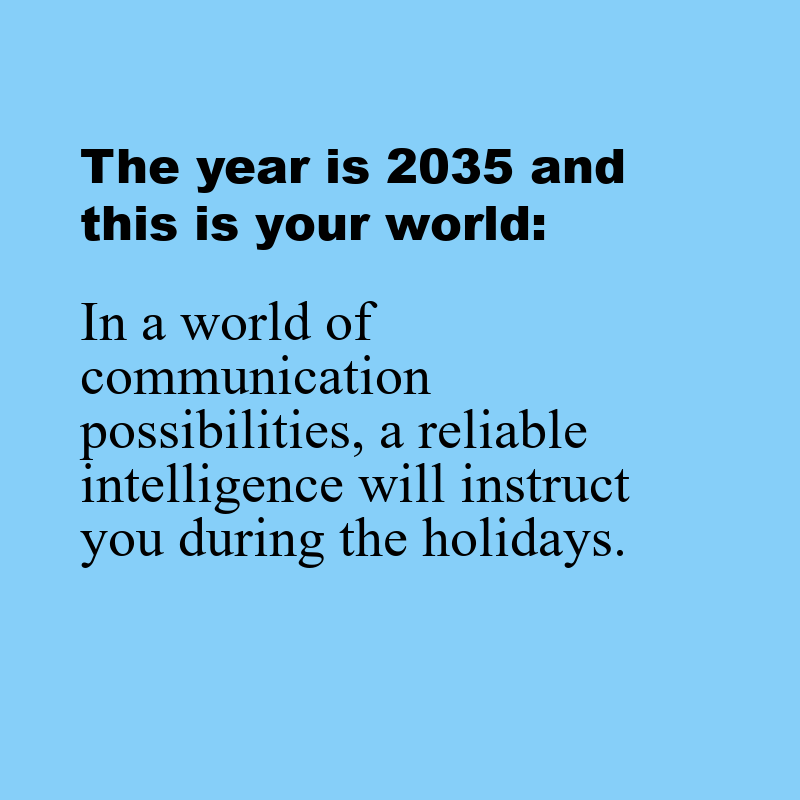 The year is 2035 and
this is your world:
In a world of
communication
possibilities, a reliable
intelligence will instruct
you during the holidays.